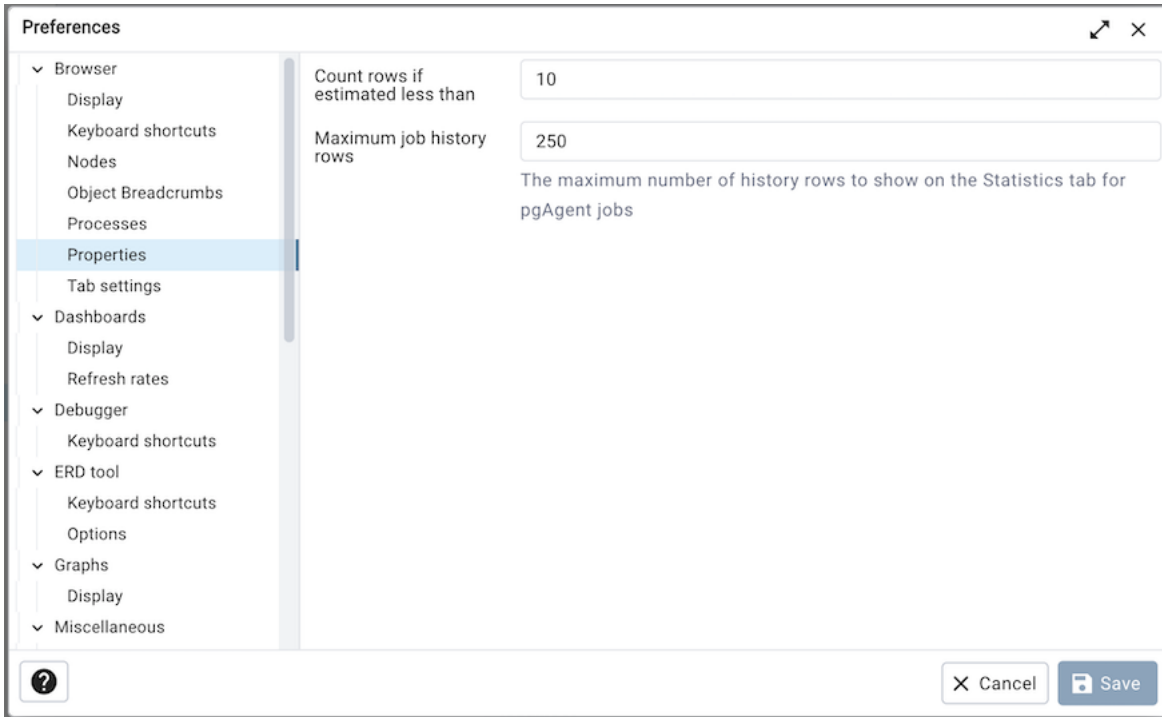 Preferences
Browser
Display
Keyboard shortcuts
Nodes
Object Breadcrumbs
Processes
Properties
Tab settings
Dashboards
Display
Refresh rates
Debugger
Keyboard shortcuts
ERD tool
Keyboard shortcuts
Options
Graphs
Display
Miscellaneous
Count rows if
estimated less than
10
Maximum job history
rows
250
The maximum number of history rows to show on the Statistics tab for
pgAgent jobs
Cancel
Save